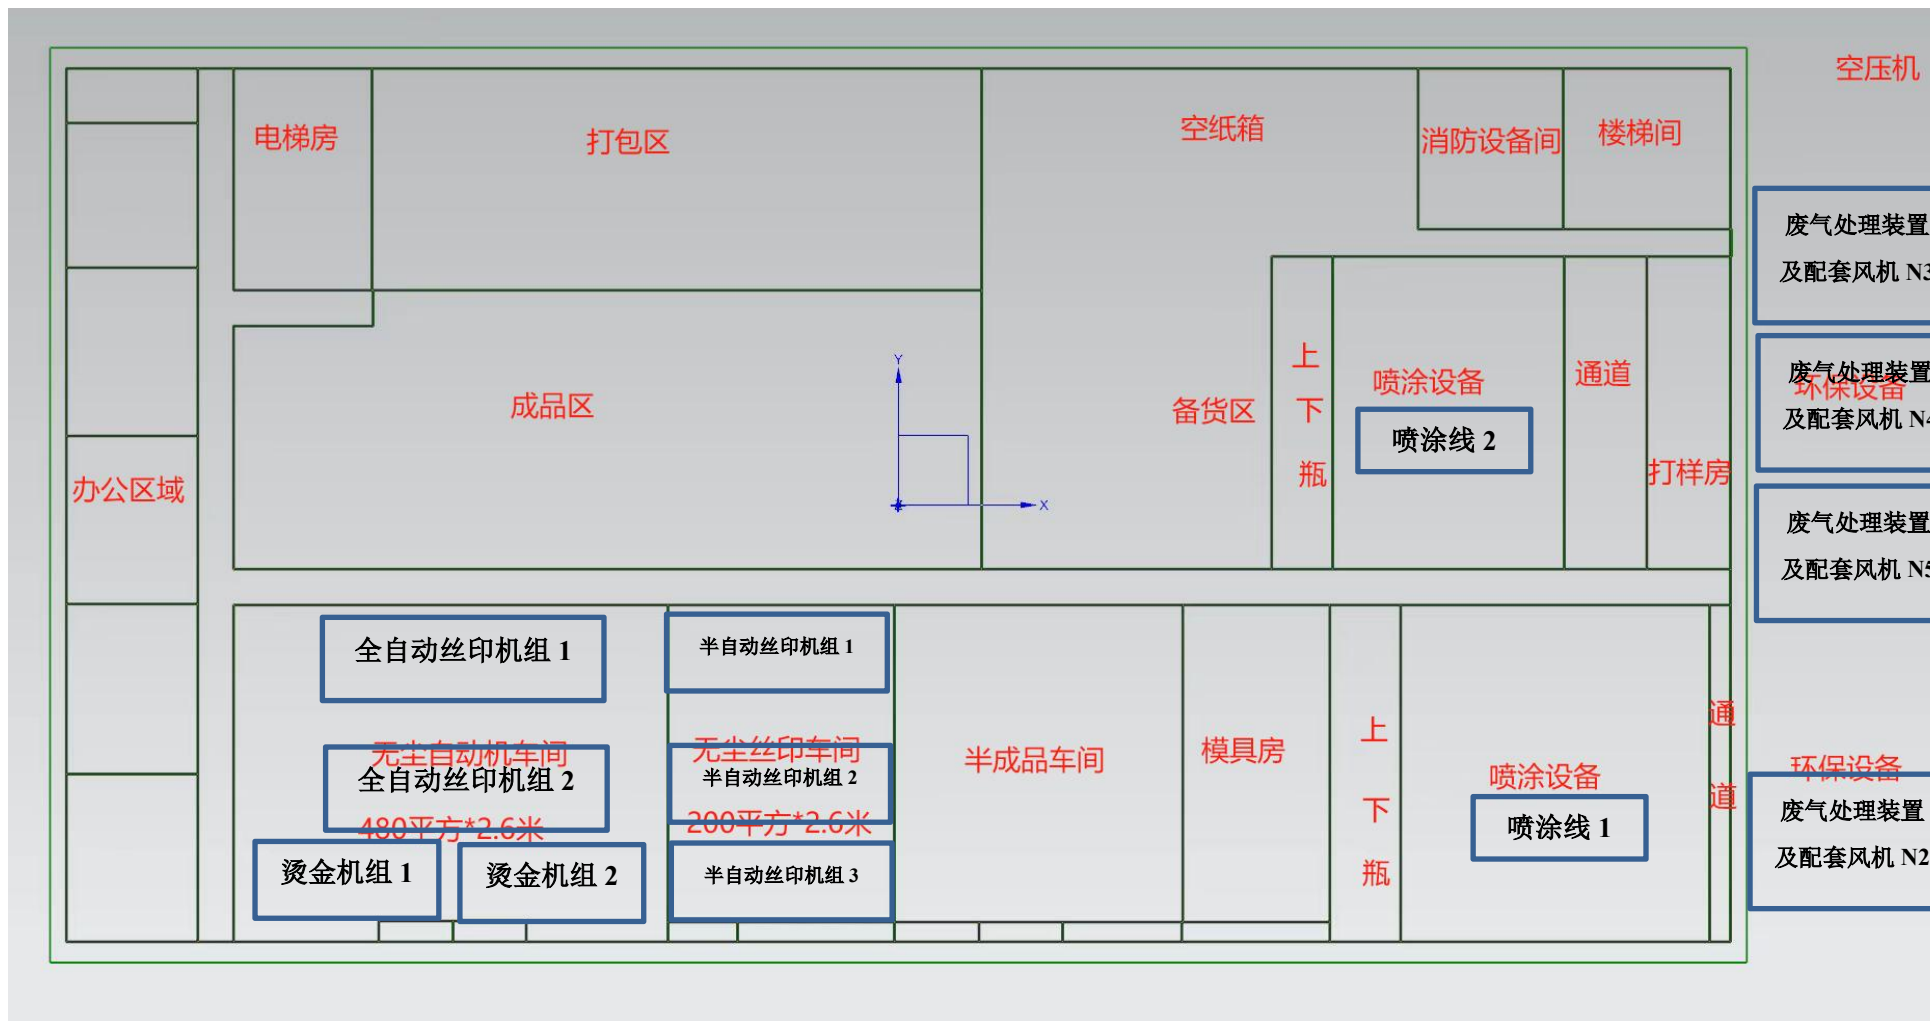 空压机
电梯房
打包区
空纸箱
消防设备间
楼梯间
废气处理装置
及配套风机 N3
上
下
瓶
喷涂设备
喷涂线 2
通道
打样房
废气处理装置
环保设备
及配套风机 N4
成品区
备货区
办公区域
Y
X
废气处理装置
及配套风机 N5
全自动丝印机组 1
半自动丝印机组 1
无尘自动机车间
全自动丝印机组 2
480平方*2.6米
无尘丝印车间
半自动丝印机组 2
200平方*2.6米
烫金机组 1
烫金机组 2
半自动丝印机组 3
半成品车间
模具房
上
下
瓶
喷涂设备
喷涂线 1
通
道
环保设备
废气处理装置
及配套风机 N2